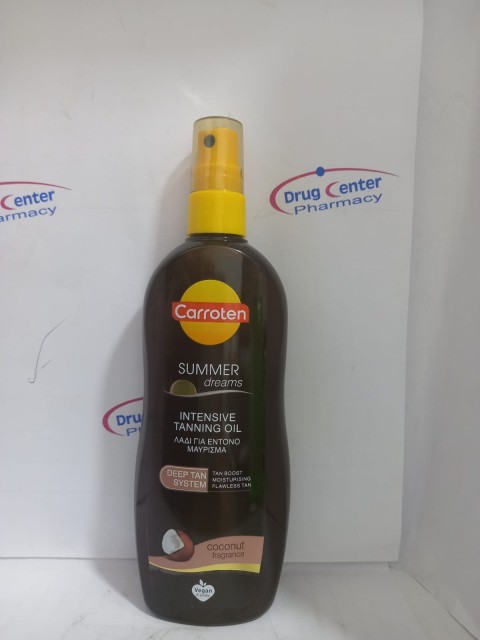 Drug Center
Pharmacy
Center
Pharmacy
Carroten
SUMMER
dreams
INTENSIVE
TANNING OIL
ΛΑΔΙ ΓΙΑ ΕΝΤΟΝΟ
ΜΑΥΡΙΣΜΑ
DEEP TAN
SYSTEM
TAN BOOST
MOISTURISING
FLAWLESS TAN
Drug
coconut
fragrance
Vegan